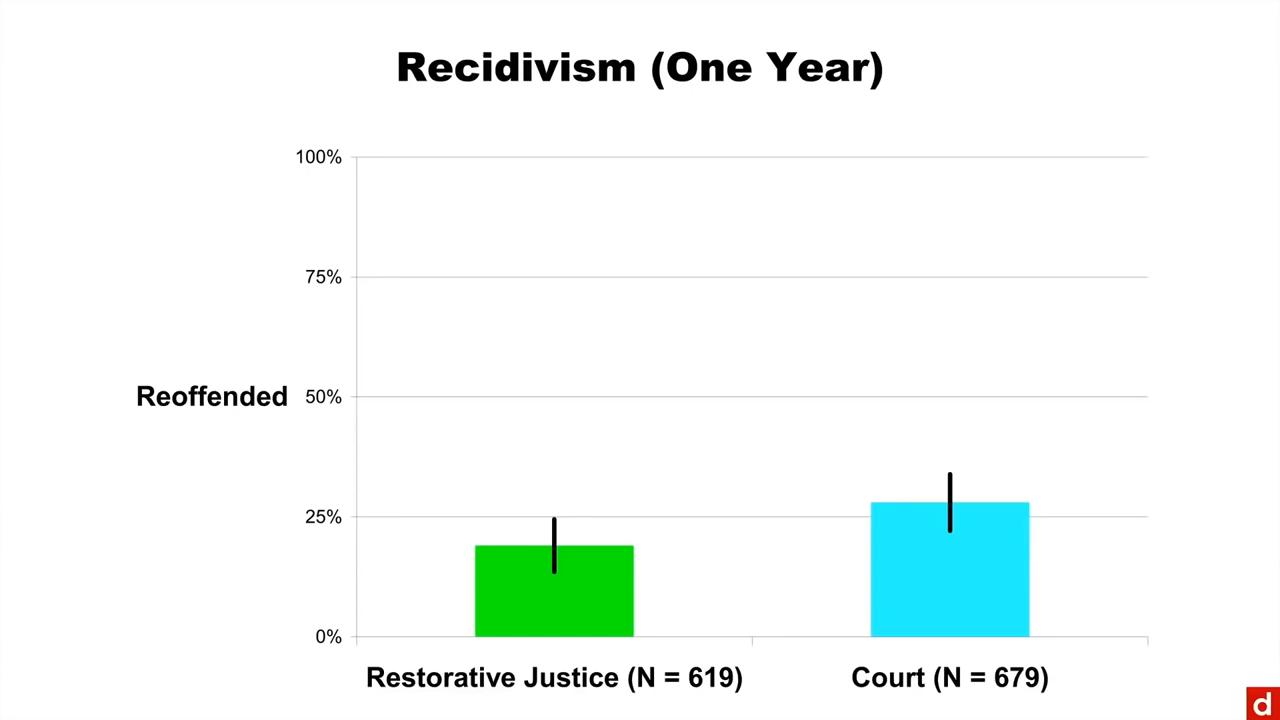 Recidivism (One Year)
100%
75%
Reoffended 50%
25%
0%
Restorative Justice (N = 619) Court (N = 679)
d